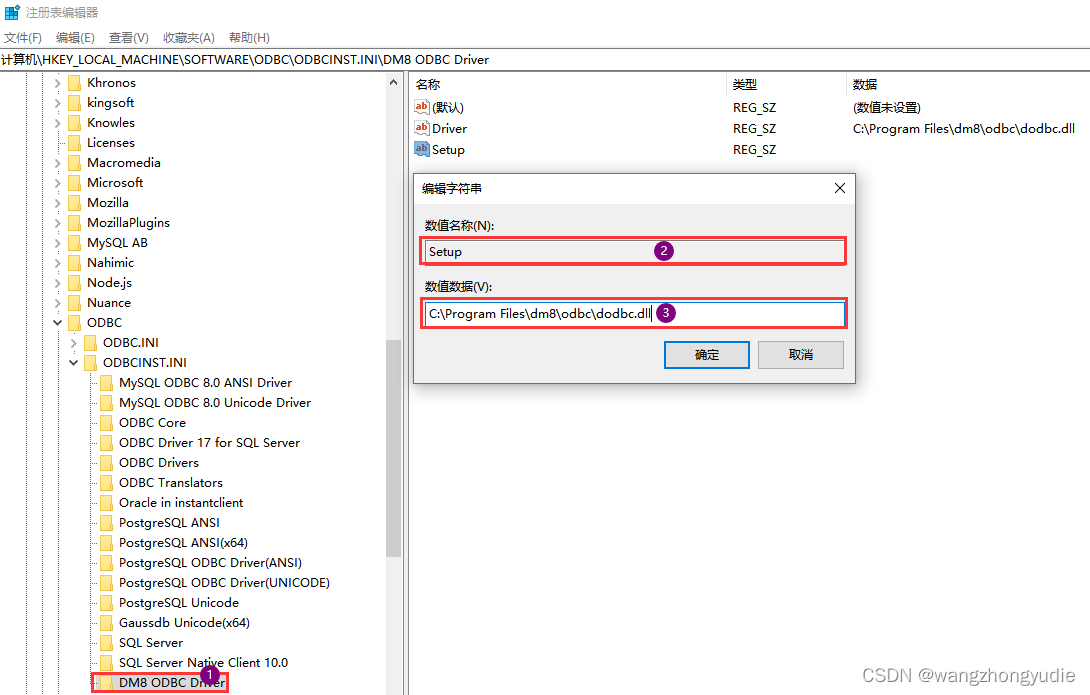 注册表编辑器
文件(F) 编辑(E) 查看(V) 收藏夹(A) 帮助(H)
计算机\HKEY_LOCAL_MACHINE\SOFTWARE\ODBC\ODBCINST.INI\DM8 ODBC Driver
Khronos
kingsoft
Knowles
Licenses
Macromedia
Microsoft
Mozilla
MozillaPlugins
MySQL AB
Nahimic
Node.js
Nuance
ODBC
ODBC.INI
ODBCINST.INI
MySQL ODBC 8.0 ANSI Driver
MySQL ODBC 8.0 Unicode Driver
ODBC Core
ODBC Driver 17 for SQL Server
ODBC Drivers
ODBC Translators
Oracle in instantclient
PostgreSQL ANSI
PostgreSQL ANSI(x64)
PostgreSQL ODBC Driver(ANSI)
PostgreSQL ODBC Driver(UNICODE)
PostgreSQL Unicode
Gaussdb Unicode(x64)
SQL Server
SQL Server Native Client 10.0
DM8 ODBC Driver
1
名称 类型 数据
ab (默认) REG_SZ (数值未设置)
ab Driver REG_SZ C:\Program Files\dm8\odbc\dodbc.dll
ab Setup REG_SZ
编辑字符串
数值名称(N):
Setup 2
数值数据(V):
C:\Program Files\dm8\odbc\dodbc.dll 3
确定 取消
CSDN @wangzhongyudie